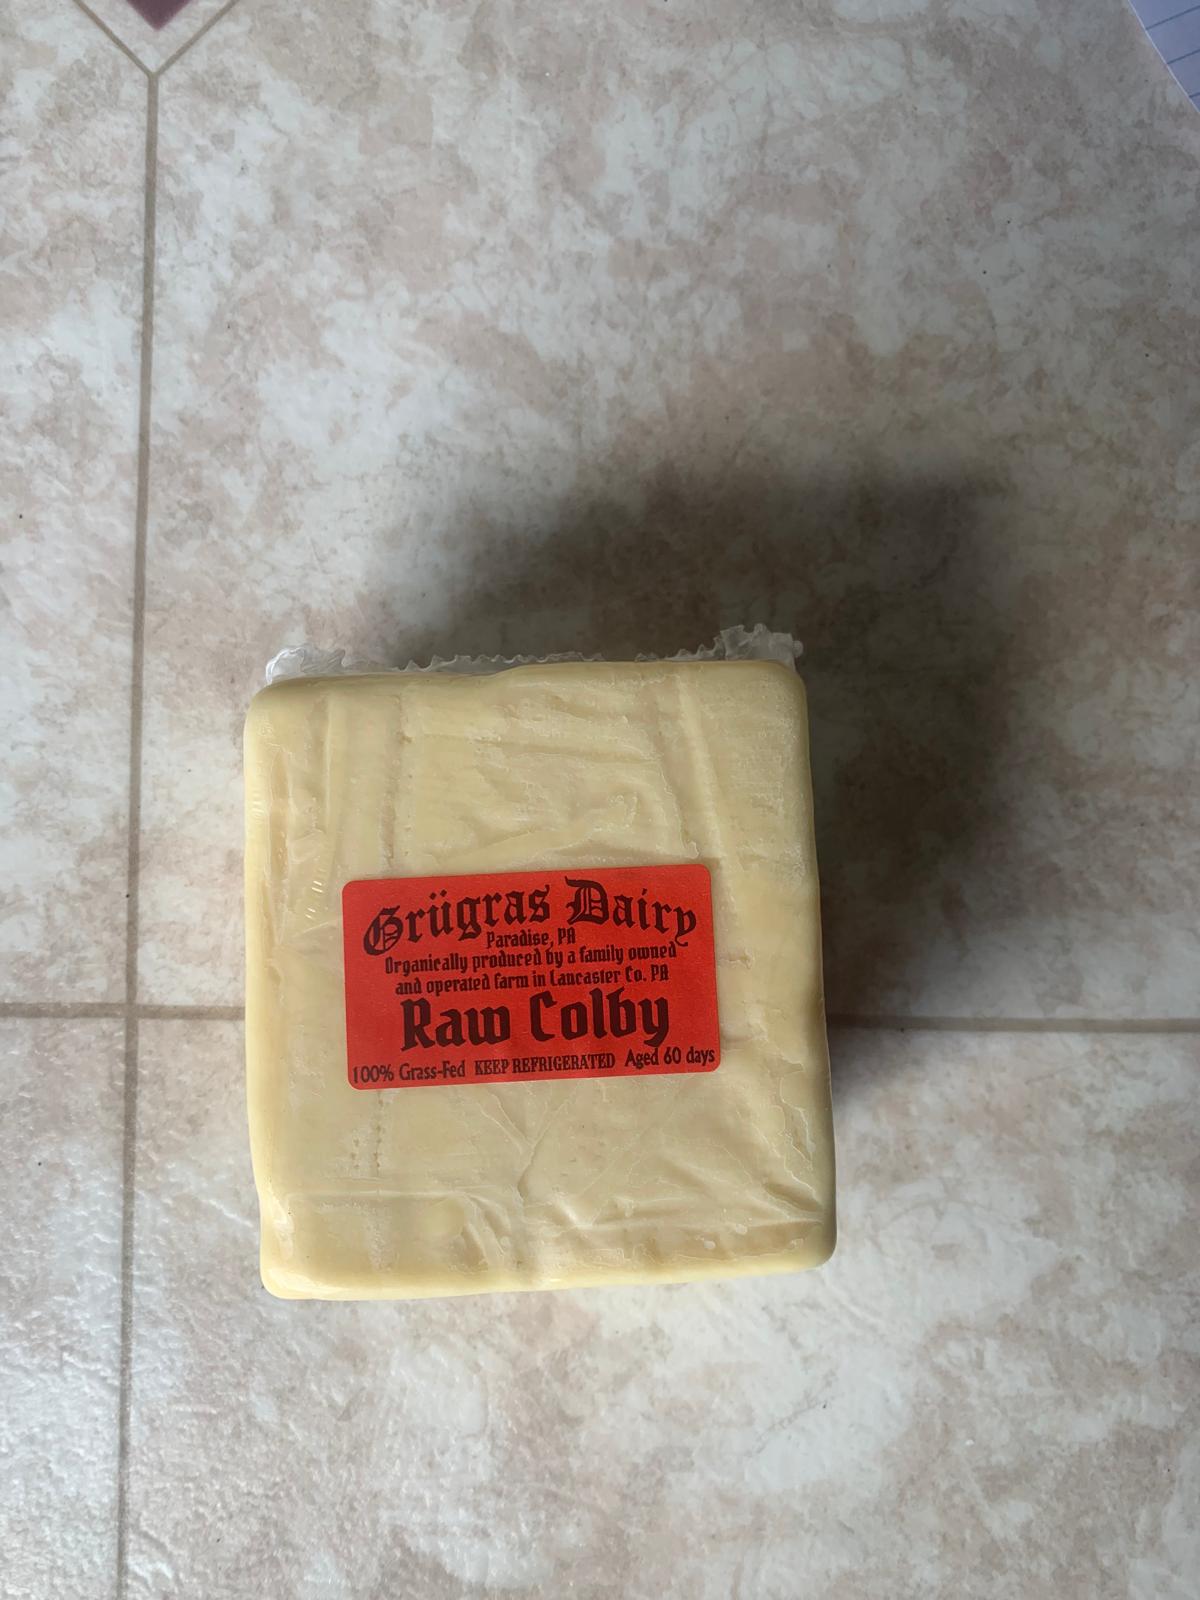 Grügras Dairy
Paradise, PA
Organically produced by a family owned
and operated farm in Lancaster Co. PA
Raw Colby
100% Grass-Fed KEEP REFRIGERATED Aged 60 days